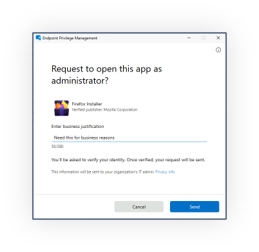 Endpoint Privilege Management
Request to open this app as
administrator?
Firefox Installer
Verified publisher: Mozilla Corporation
Enter business justification
Need this for business reasons
You'll be asked to verify your identity. Once verified, your request will be sent.
This information will be sent to your organization's IT admin. Privacy info
Cancel
Send